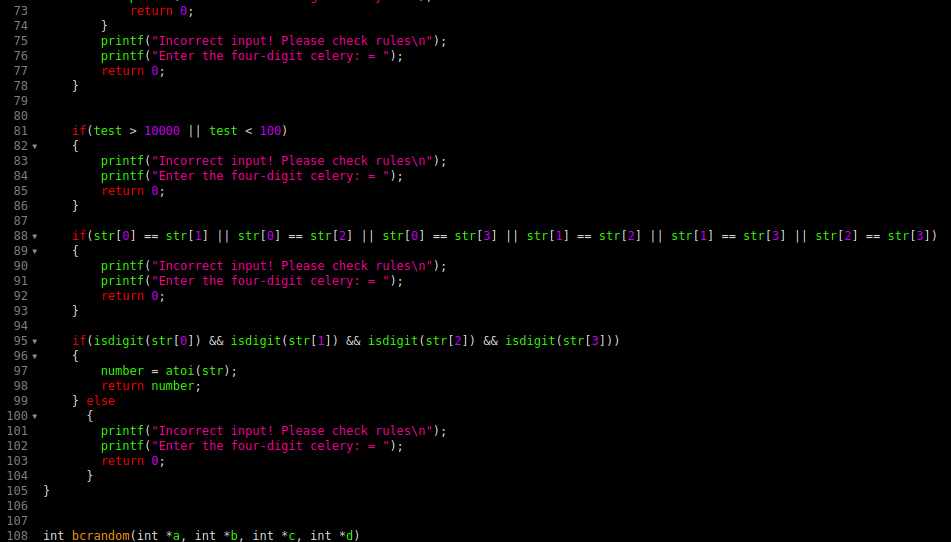 73 return 0;
74 }
75 printf("Incorrect input! Please check rules\n");
76 printf("Enter the four-digit celery: = ");
77 return 0;
78 }
79
80
81 if(test > 10000 || test < 100)
82 {
83 printf("Incorrect input! Please check rules\n");
84 printf("Enter the four-digit celery: = ");
85 return 0;
86 }
87
88 if(str[0] == str[1] || str[0] == str[2] || str[0] == str[3] || str[1] == str[2] || str[1] == str[3] || str[2] == str[3])
89 {
90 printf("Incorrect input! Please check rules\n");
91 printf("Enter the four-digit celery: = ");
92 return 0;
93 }
94
95 if(isdigit(str[0]) && isdigit(str[1]) && isdigit(str[2]) && isdigit(str[3]))
96 {
97 number = atoi(str);
98 return number;
99 } else
100 {
101 printf("Incorrect input! Please check rules\n");
102 printf("Enter the four-digit celery: = ");
103 return 0;
104 }
105 }
106
107
108 int bcrandom(int *a, int *b, int *c, int *d)